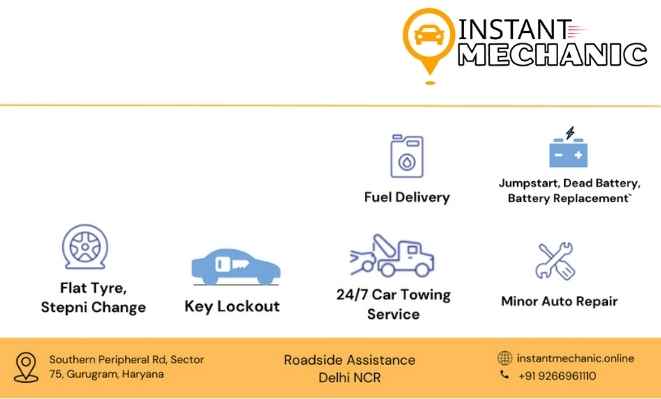 INSTANT
MECHANIC
Fuel Delivery
Jumpstart, Dead Battery,
Battery Replacement`
Flat Tyre,
Stepni Change
Key Lockout
24/7 Car Towing
Service
Minor Auto Repair
Southern Peripheral Rd, Sector
75, Gurugram, Haryana
Roadside Assistance
Delhi NCR
instantmechanic.online
+91 9266961110